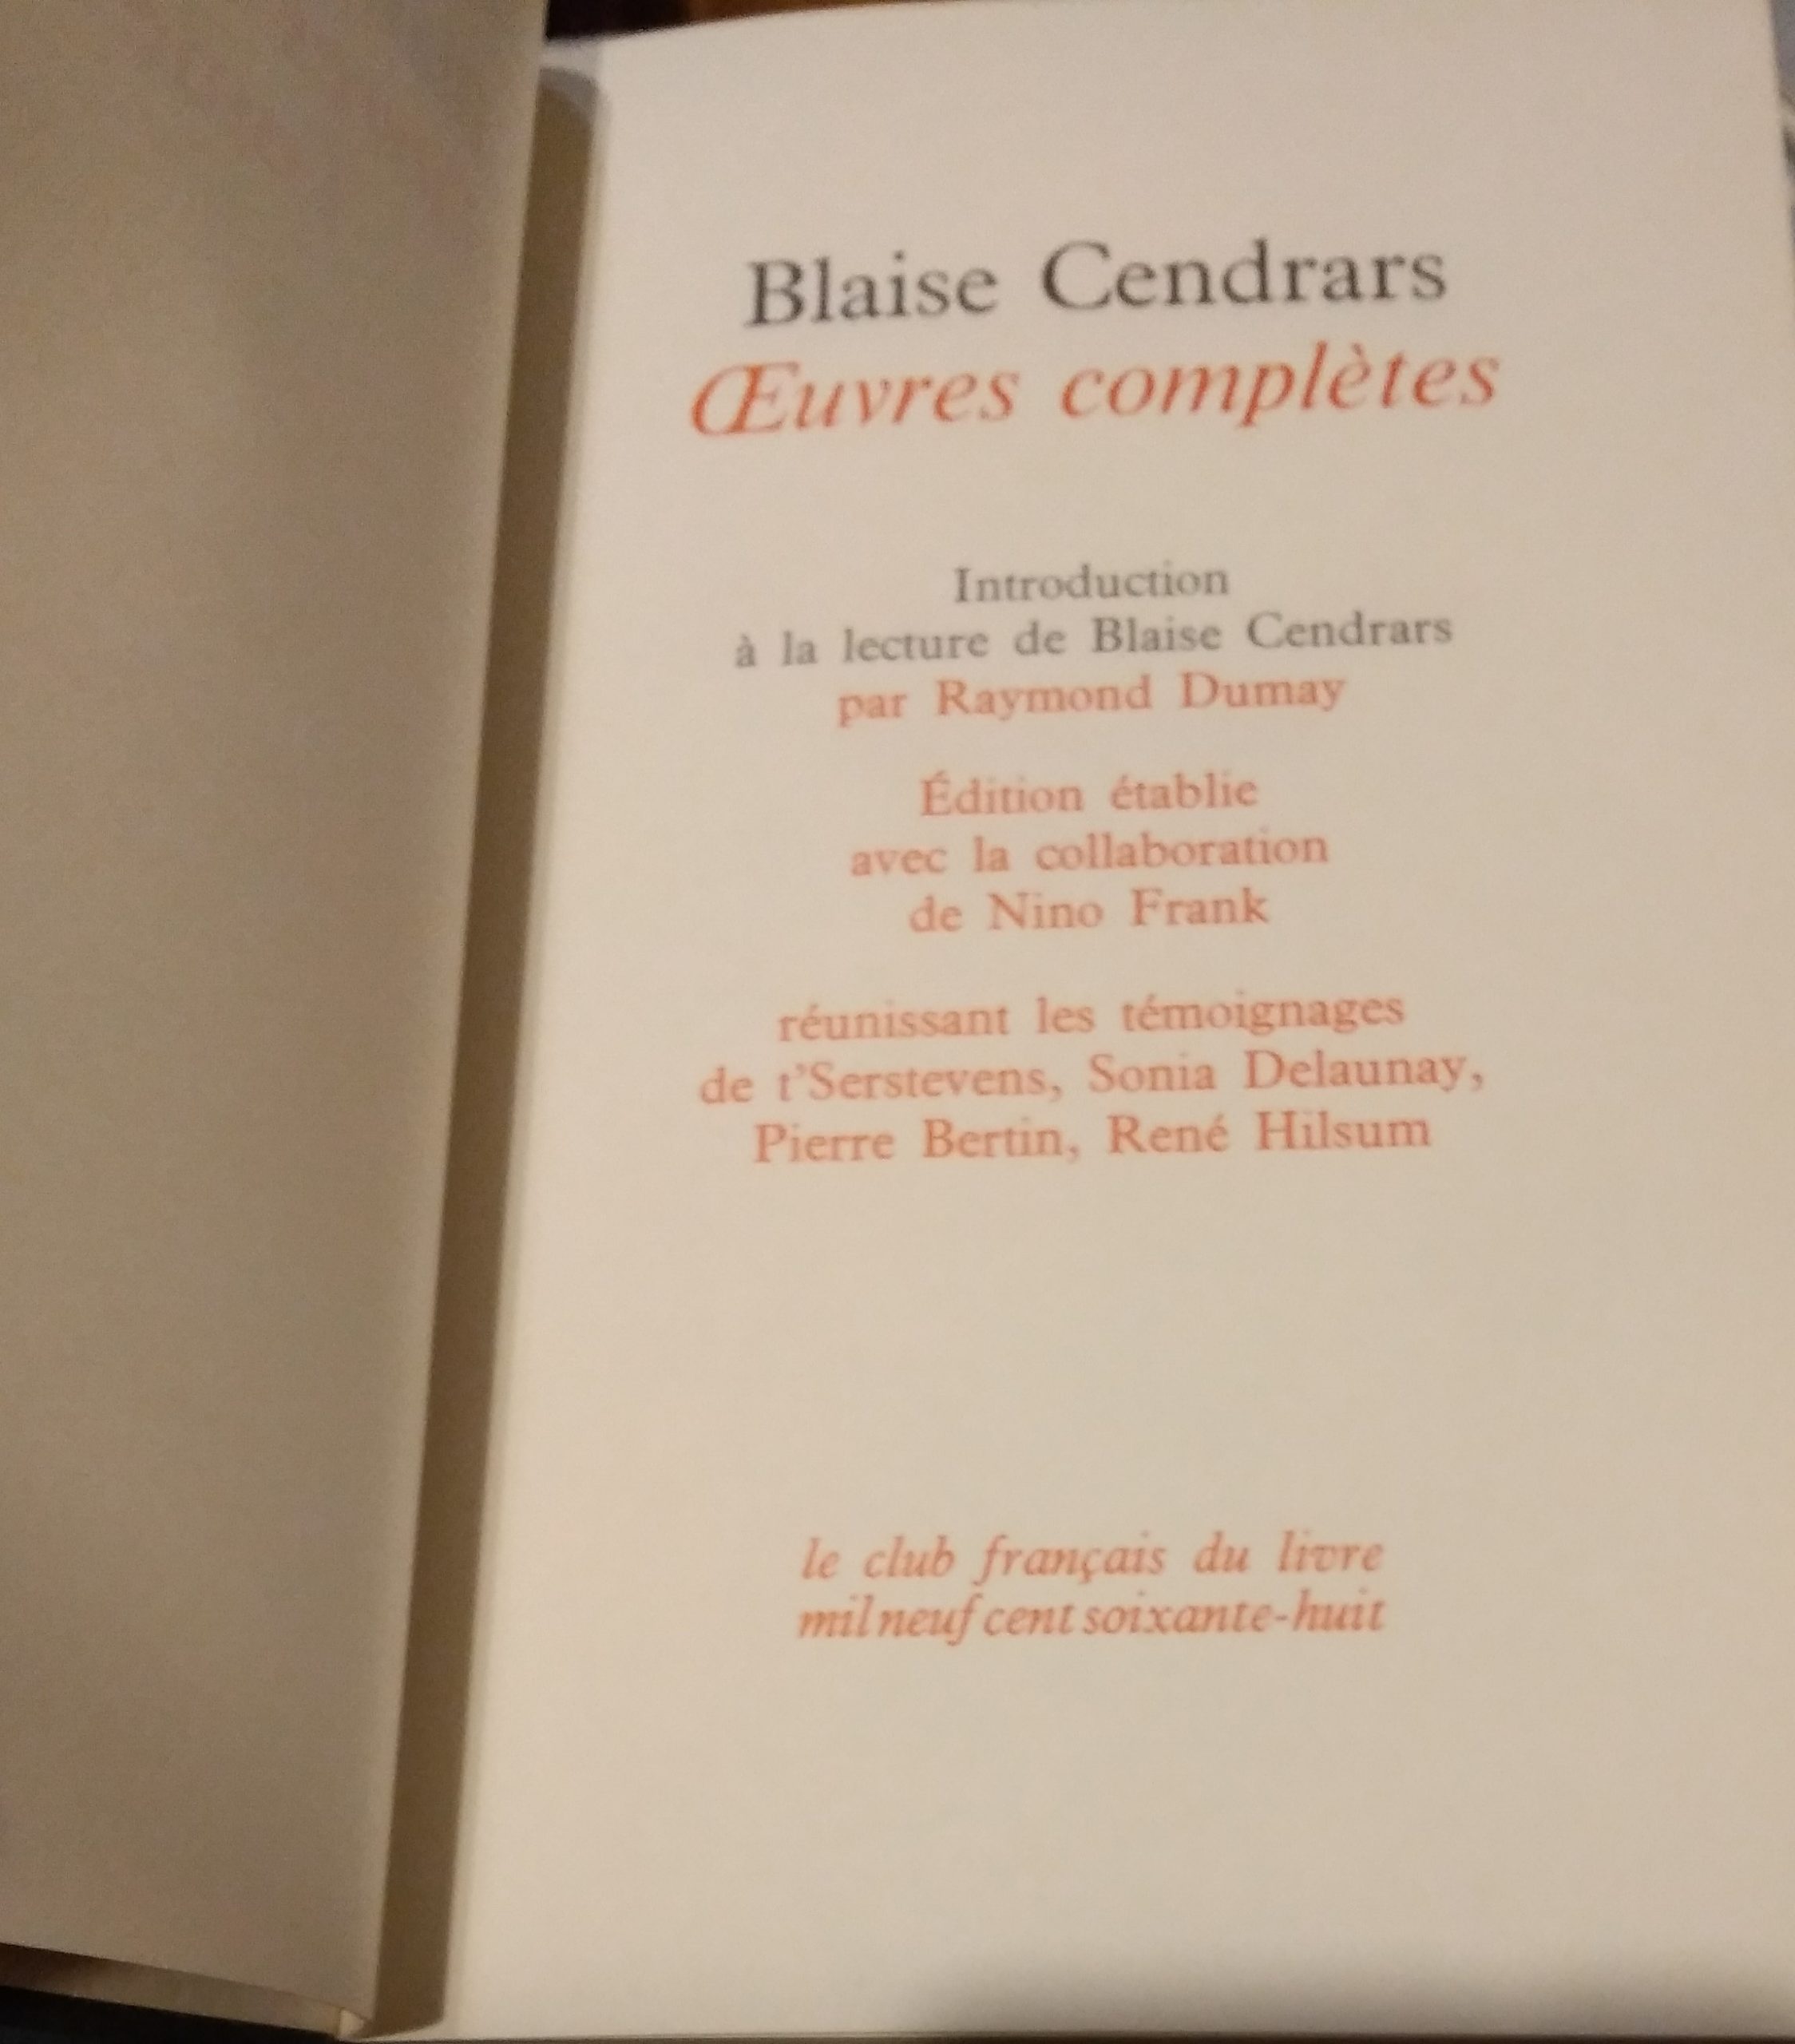 Blaise Cendrars
Œuvres complètes
Introduction
à la lecture de Blaise Cendrars
par Raymond Dumay
Édition établie
avec la collaboration
de Nino Frank
réunissant les témoignages
de t'Serstevens, Sonia Delaunay,
Pierre Bertin, René Hilsum
le club français du livre
mil neuf cent soixante-huit